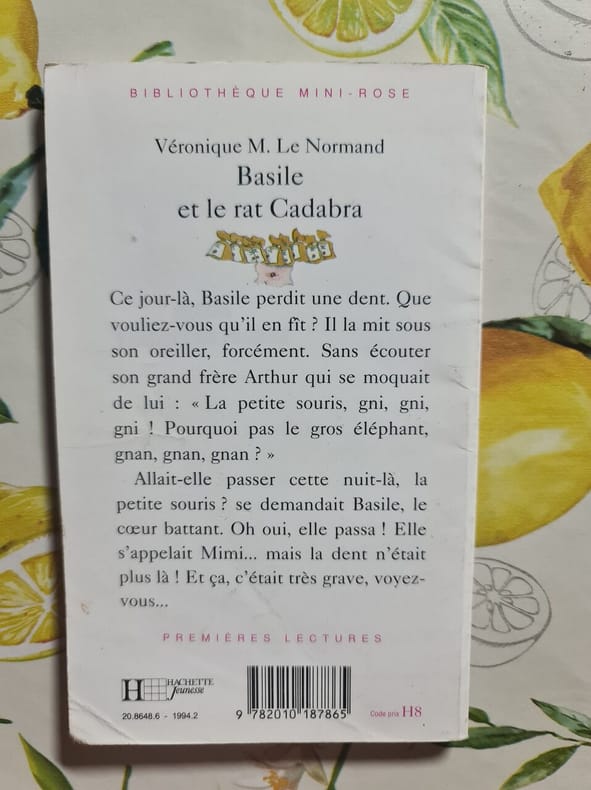 BIBLIOTHÈQUE MINI-ROSE
Véronique M. Le Normand
Basile
et le rat Cadabra
Ce jour-là, Basile perdit une dent. Que
vouliez-vous qu'il en fît ? Il la mit sous
son oreiller, forcément. Sans écouter
son grand frère Arthur qui se moquait
de lui : « La petite souris, gni, gni,
gni ! Pourquoi pas le gros éléphant,
gnan, gnan, gnan ? »
Allait-elle passer cette nuit-là, la
petite souris ? se demandait Basile, le
cœur battant. Oh oui, elle passa ! Elle
s'appelait Mimi... mais la dent n'était
plus là ! Et ça, c'était très grave, voyez-
vous...
PREMIÈRES LECTURES
H HACHETTE
Jeunesse
20.8648.6 - 1994.2
9 782010 187865
Code prix H8